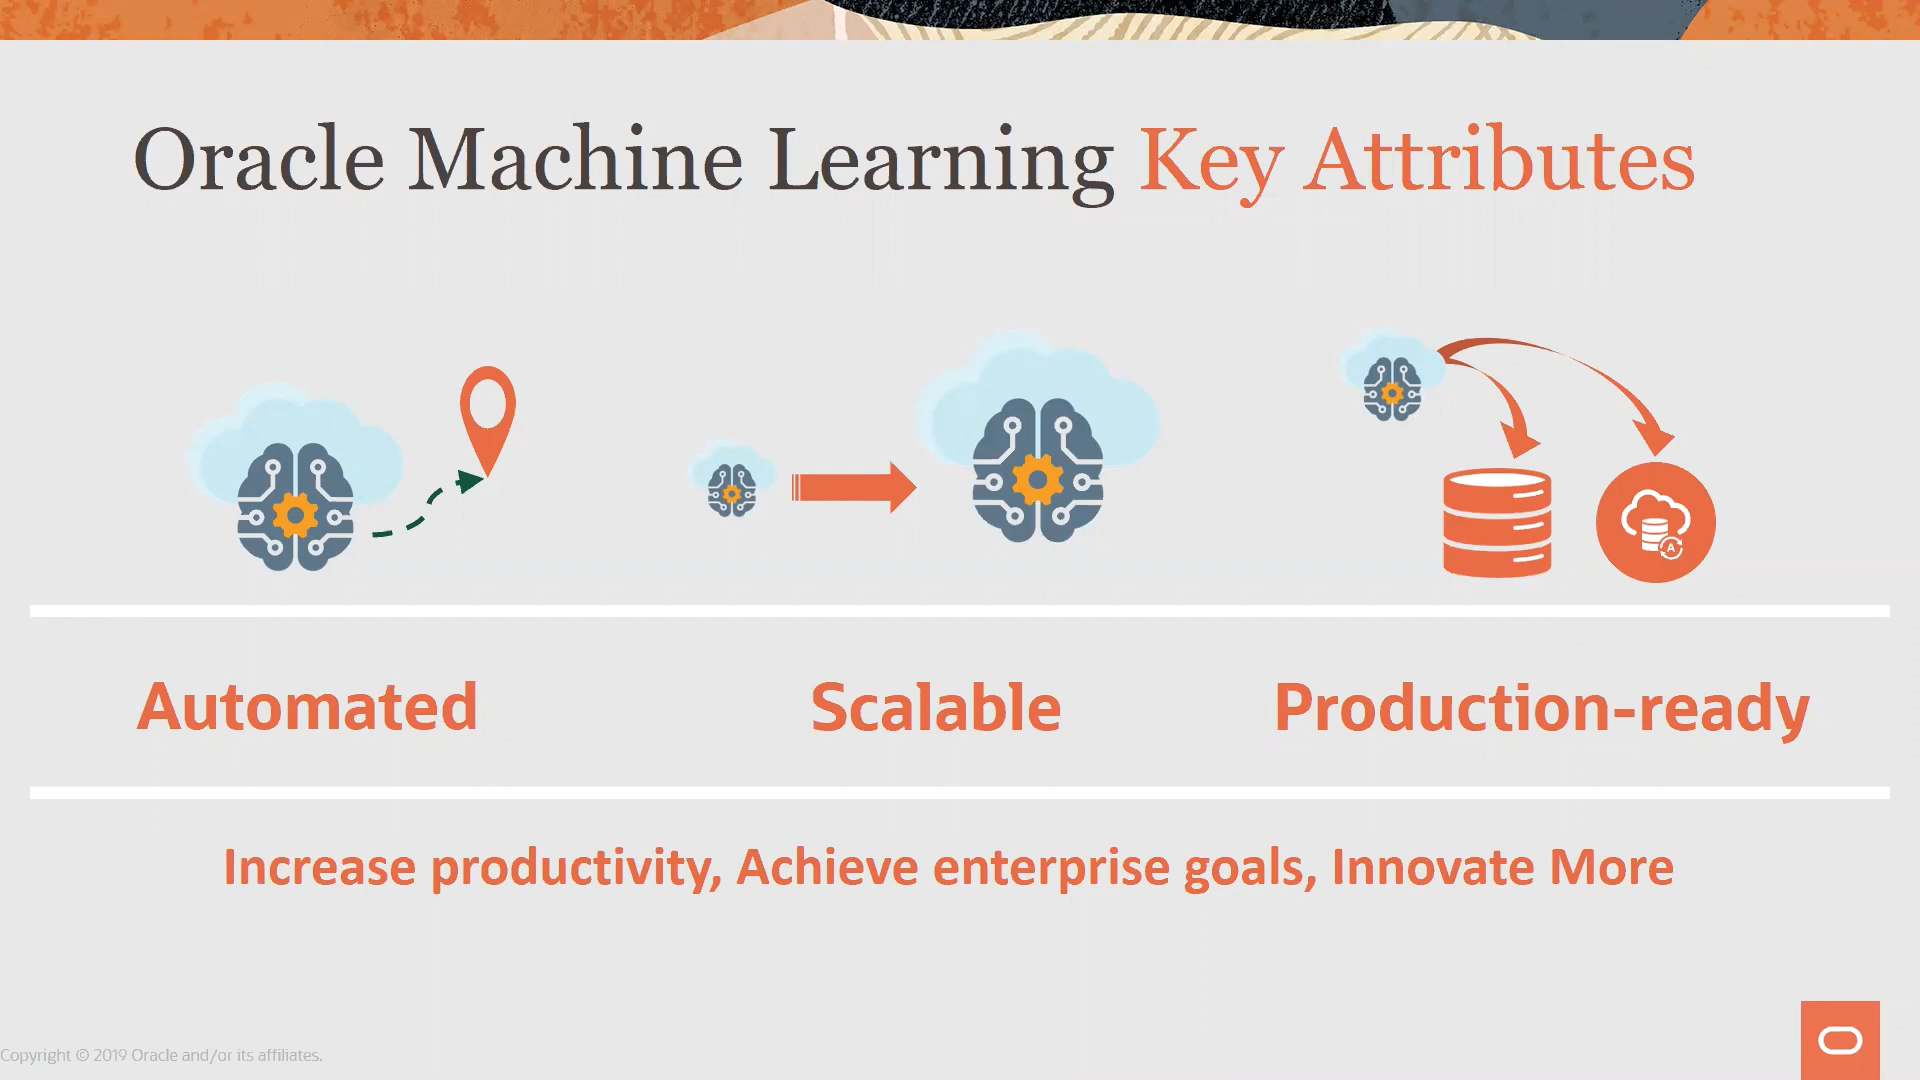 Oracle Machine Learning Key Attributes
A
Automated
Scalable
Production-ready
Increase productivity, Achieve enterprise goals, Innovate More
Copyright © 2019 Oracle and/or its affiliates.